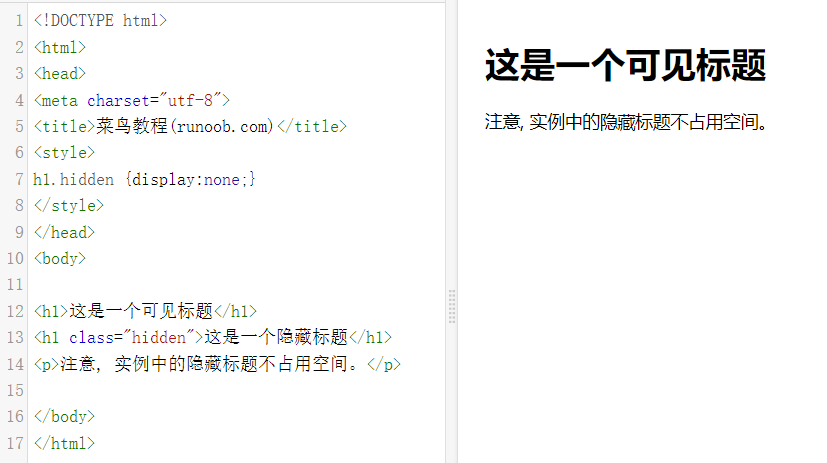 1 <!DOCTYPE html>
2 <html>
3 <head>
4 <meta charset="utf-8">
5 <title>菜鸟教程(runoob.com)</title>
6 <style>
7 h1.hidden {display:none;}
8 </style>
9 </head>
10 <body>
11
12 <h1>这是一个可见标题</h1>
13 <h1 class="hidden">这是一个隐藏标题</h1>
14 <p>注意, 实例中的隐藏标题不占用空间。</p>
15
16 </body>
17 </html>
这是一个可见标题
注意, 实例中的隐藏标题不占用空间。